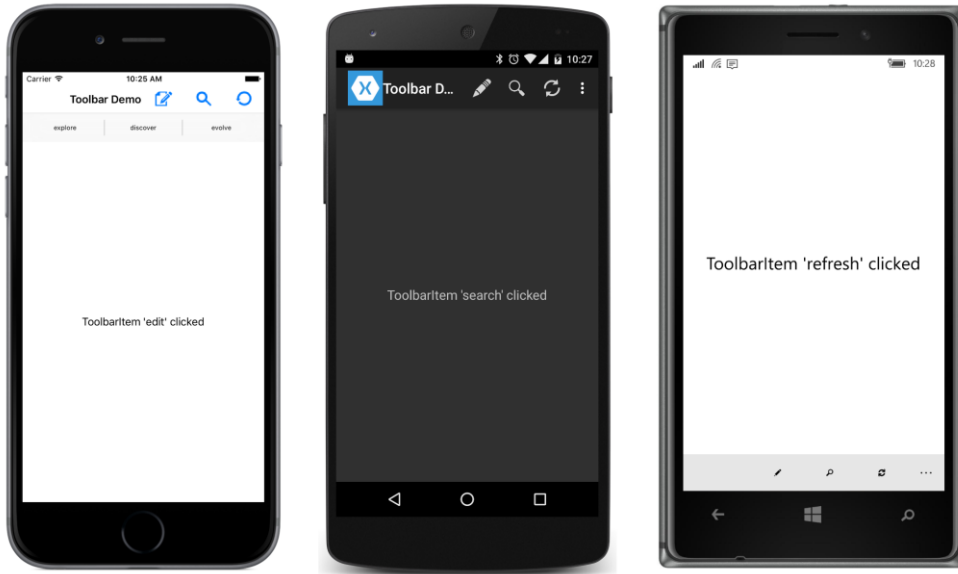 Carrier 10:25 AM
Toolbar Demo
explore discover evolve
ToolbarItem 'edit' clicked
10:27
Toolbar D...
ToolbarItem 'search' clicked
10:28
ToolbarItem 'refresh' clicked